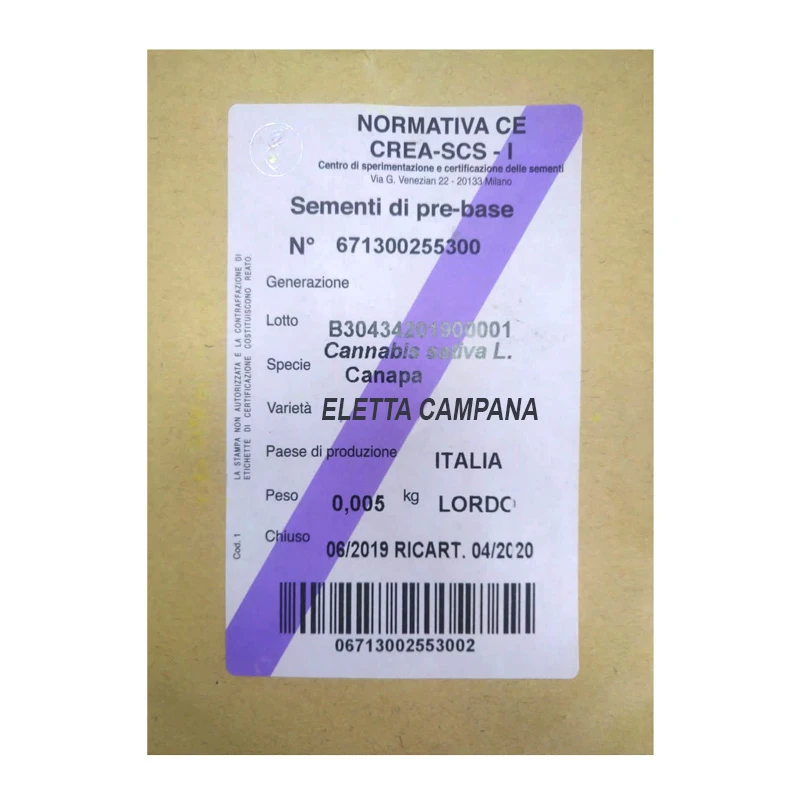 NORMATIVA CE
CREA-SCS - I
Centro di sperimentazione e certificazione delle sementi
Via G. Venezian 22 - 20133 Milano
Sementi di pre-base
N° 671300255300
Generazione
Lotto B30434201900001
Specie Cannabis sativa L.
Canapa
Varietà ELETTA CAMPANA
Paese di produzione ITALIA
Peso 0,005 kg LORDO
Chiuso 06/2019 RICART. 04/2020
06713002553002
LA STAMPA NON AUTORIZZATA E LA CONTRAFFAZIONE DI
ETICHETTE DI CERTIFICAZIONE COSTITUISCONO REATO.
Cod. 1